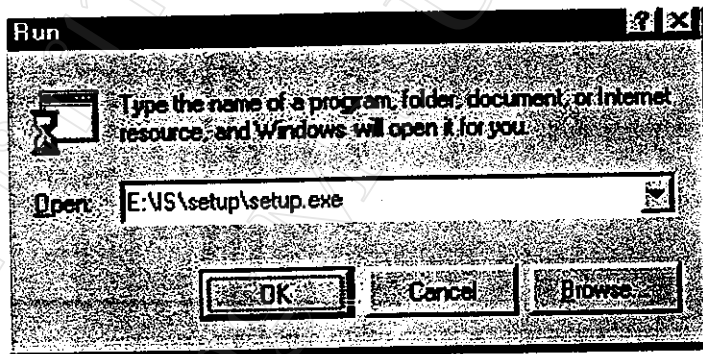 Run
Type the name of a program, folder, document, or Internet
resource, and Windows will open it for you.
Open: E:\IS\setup\setup.exe
OK Cancel Browse...